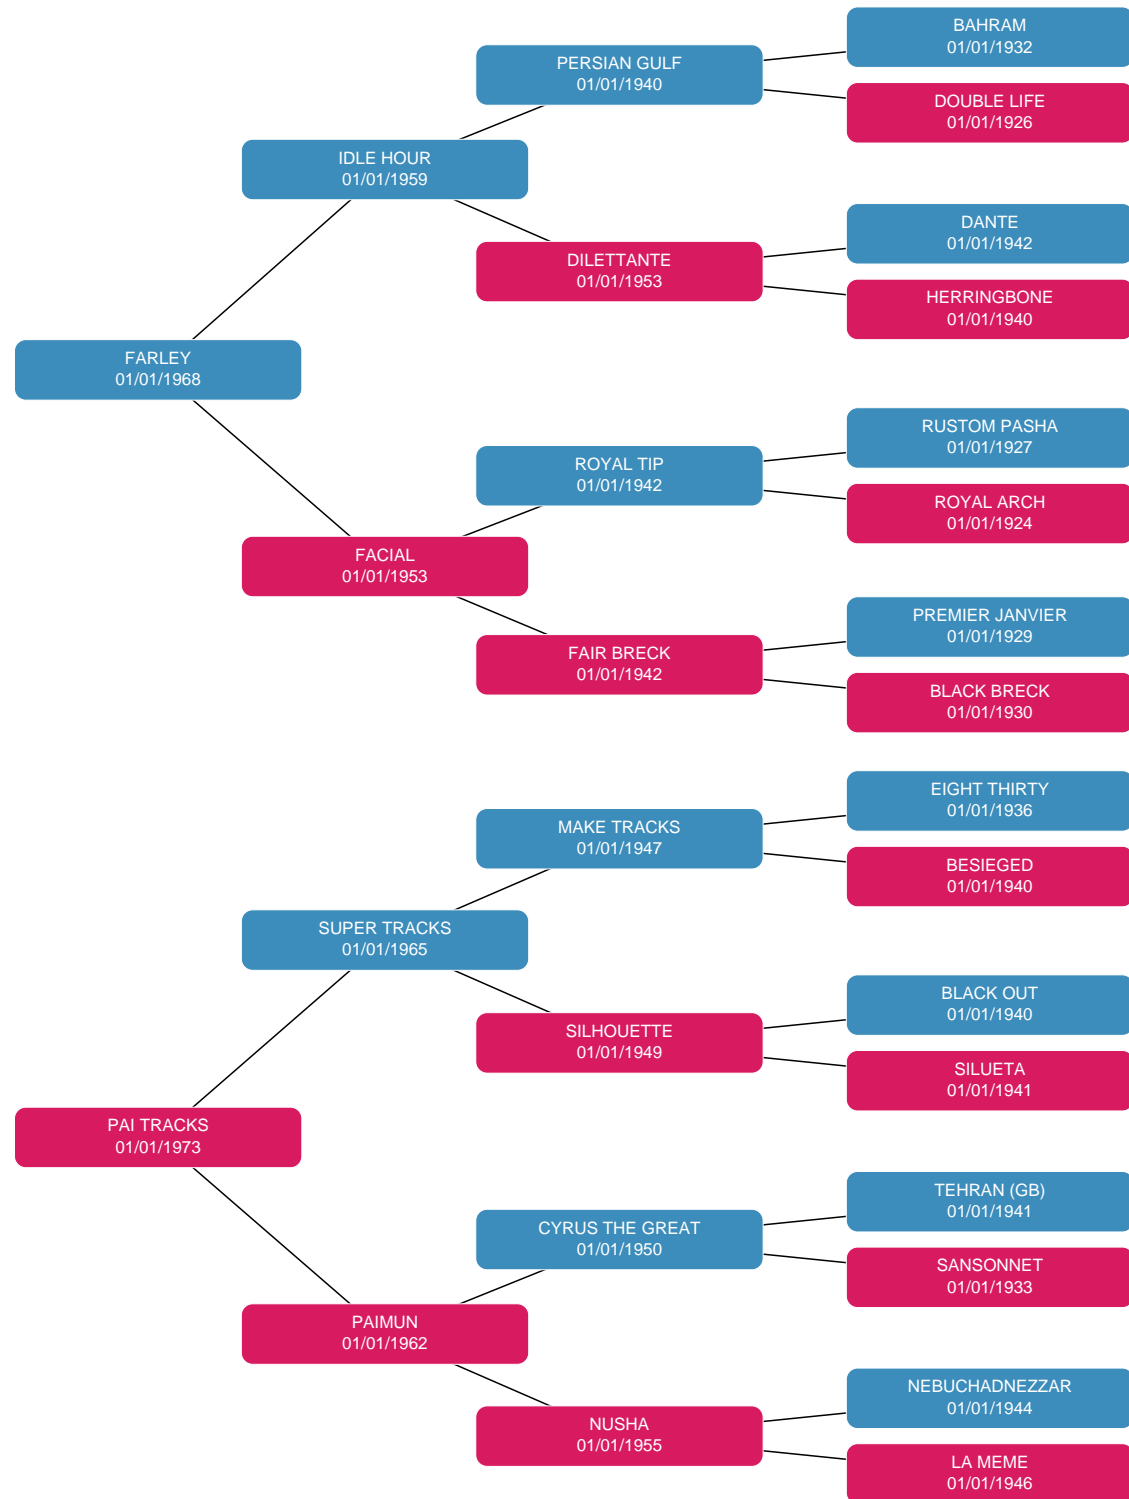 BAHRAM
01/01/1932
PERSIAN GULF
01/01/1940
DOUBLE LIFE
01/01/1926
IDLE HOUR
01/01/1959
DANTE
01/01/1942
DILETTANTE
01/01/1953
HERRINGBONE
01/01/1940
FARLEY
01/01/1968
RUSTOM PASHA
01/01/1927
ROYAL TIP
01/01/1942
ROYAL ARCH
01/01/1924
FACIAL
01/01/1953
PREMIER JANVIER
01/01/1929
FAIR BRECK
01/01/1942
BLACK BRECK
01/01/1930
EIGHT THIRTY
01/01/1936
MAKE TRACKS
01/01/1947
BESIEGED
01/01/1940
SUPER TRACKS
01/01/1965
BLACK OUT
01/01/1940
SILHOUETTE
01/01/1949
SILUETA
01/01/1941
PAI TRACKS
01/01/1973
TEHRAN (GB)
01/01/1941
CYRUS THE GREAT
01/01/1950
SANSONNET
01/01/1933
PAIMUN
01/01/1962
NEBUCHADNEZZAR
01/01/1944
NUSHA
01/01/1955
LA MEME
01/01/1946